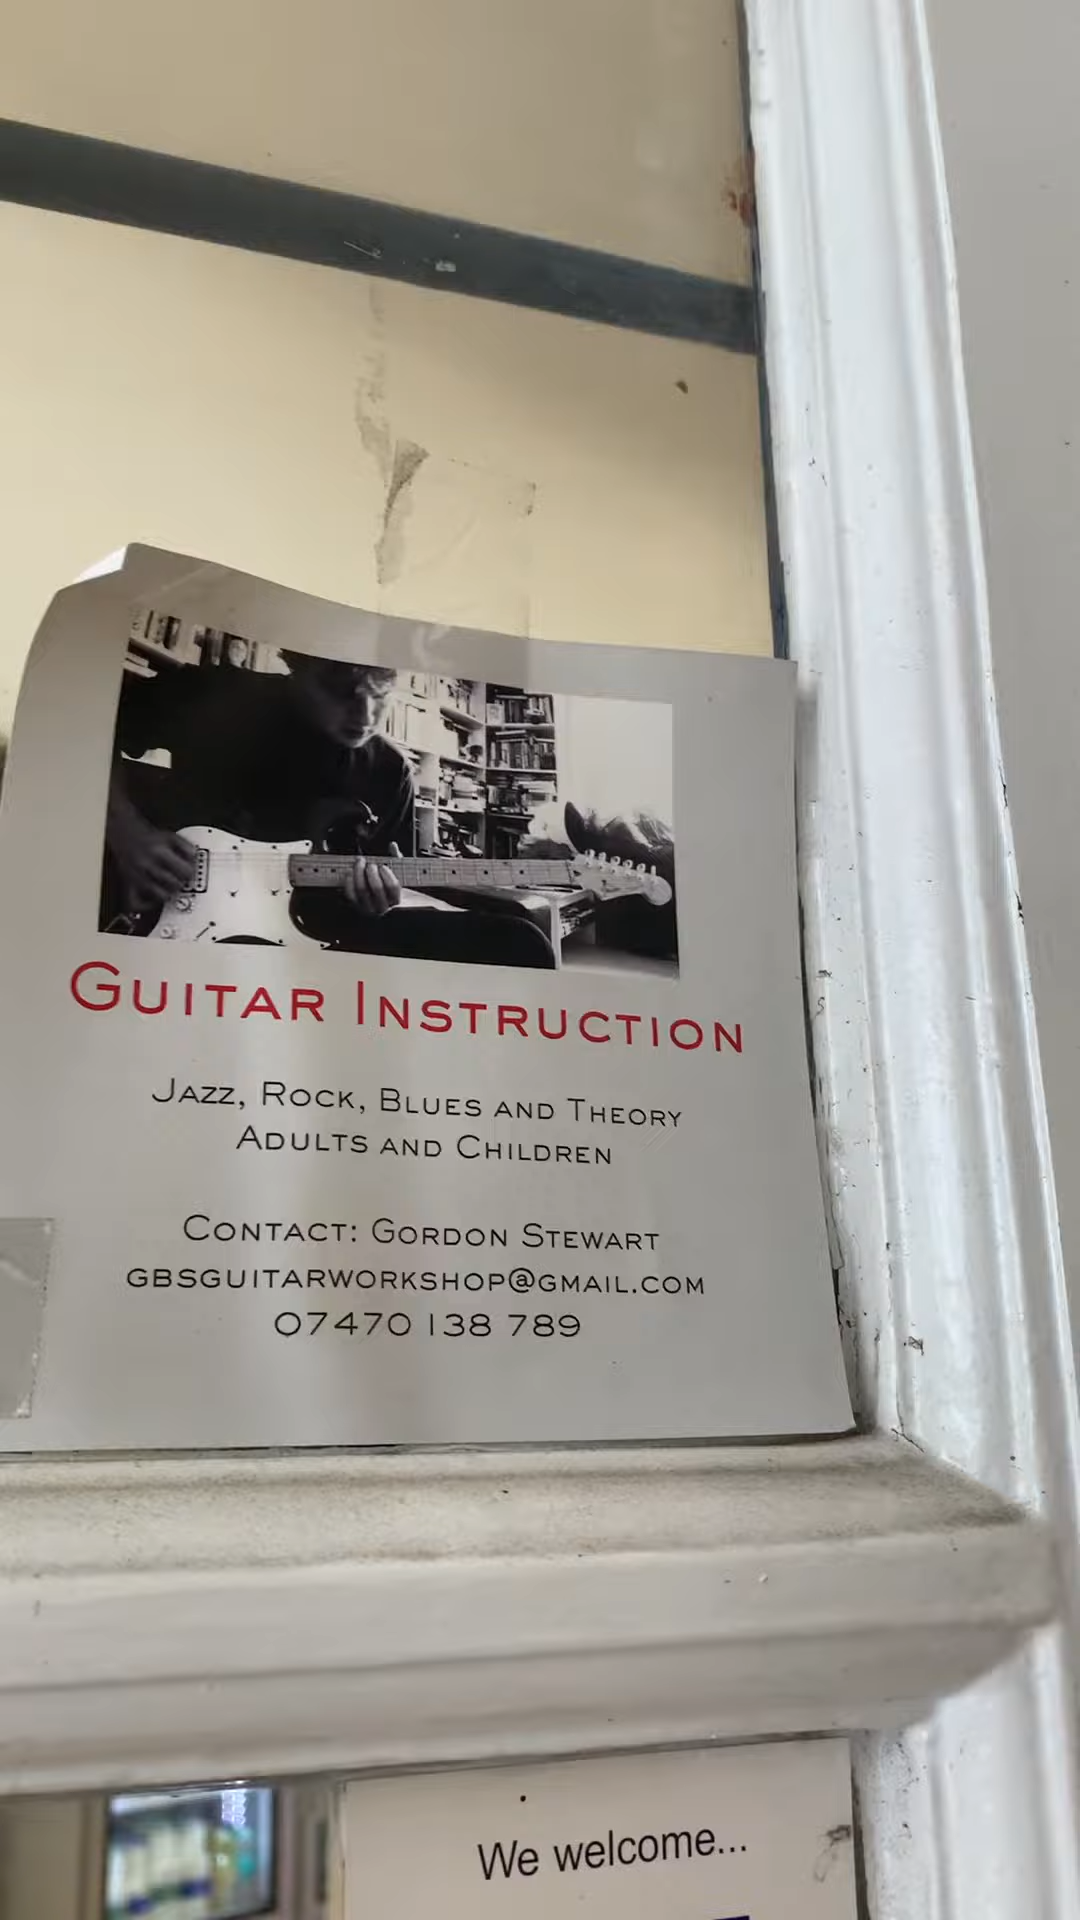 Guitar Instruction
Jazz, Rock, Blues and Theory
Adults and Children
Contact: Gordon Stewart
gbsguitarworkshop@gmail.com
07470 138 789
We welcome...